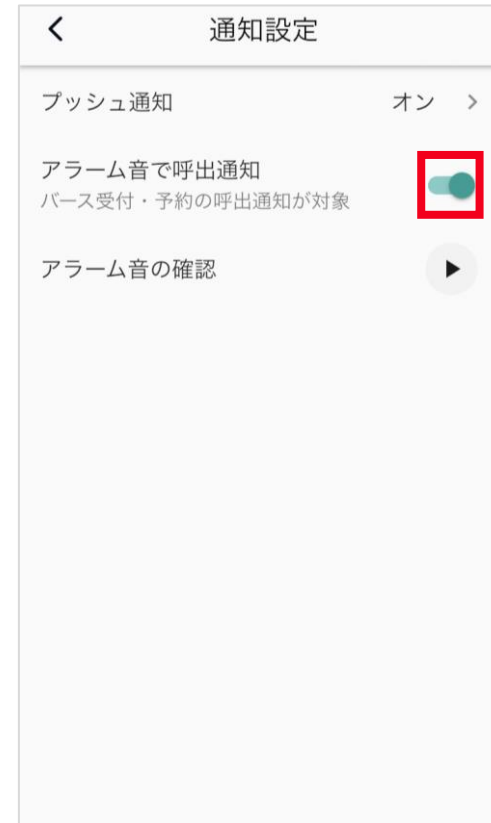 通知設定
プッシュ通知 オン
アラーム音で呼出通知
バース受付・予約の呼出通知が対象
アラーム音の確認